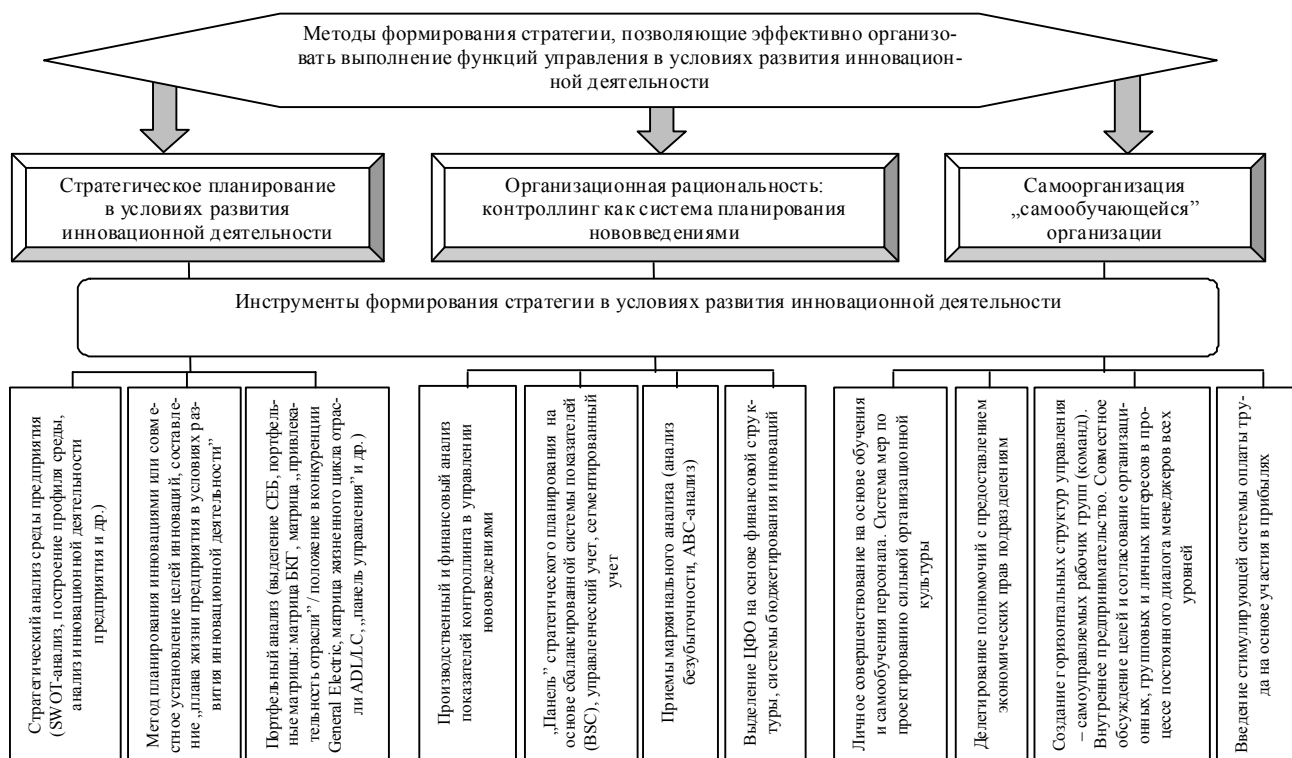 Методы формирования стратегии, позволяющие эффективно организо-
вать выполнение функций управления в условиях развития инновацион-
ной деятельности
Стратегическое планирование
в условиях развития
инновационной деятельности
Организационная рациональность:
контроллинг как система планирования
нововведениями
Самоорганизация
„самообучающейся”
организации
Инструменты формирования стратегии в условиях развития инновационной деятельности
Стратегический анализ среды предприятия
(SWOT-анализ, построение профиля среды,
анализ инновационной деятельности
предприятия и др.)
Метод планирования инновациями или совме-
стное установление целей инноваций, составле-
ние „плана жизни предприятия в условиях раз-
вития инновационной деятельности”
Портфельный анализ (выделение СЕБ, портфель-
ные матрицы: матрица БКГ, матрица „привлека-
тельность отрасли” / положение в конкуренции
General Electric, матрица жизненного цикла отрас-
ли ADL/LC, „панель управления” и др.)
Производственный и финансовый анализ
показателей контроллинга в управлении
нововведениями
„Панель” стратегического планирования на
основе сбалансированной системы показателей
(BSC), управленческий учет, сегментированный
учет
Приемы маржинального анализа (анализ
безубыточности, ABC-анализ)
Выделение ЦФО на основе финансовой струк-
туры, системы бюджетирования инноваций
Личное совершенствование на основе обучения
и самообучения персонала. Система мер по
проектированию сильной организационной
культуры
Делегирование полномочий с предоставлением
экономических прав подразделениям
Создание горизонтальных структур управления
– самоуправляемых рабочих групп (команд).
Внутреннее предпринимательство. Совместное
обсуждение целей и согласование организаци-
онных, групповых и личных интересов в про-
цессе постоянного диалога менеджеров всех
уровней
Введение стимулирующей системы оплаты тру-
да на основе участия в прибылях